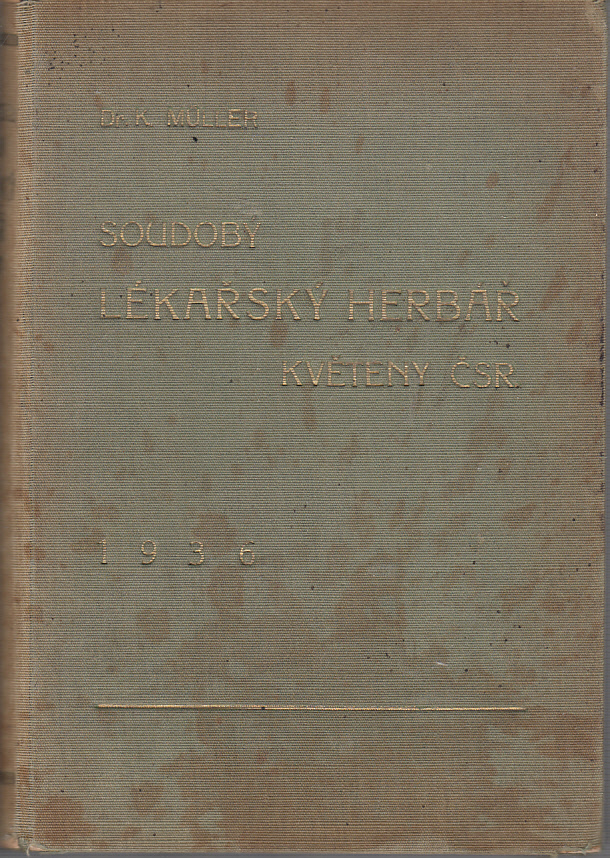 Dr. K. MÜLLER
SOUDOBÝ
LÉKAŘSKÝ HERBÁŘ
KVĚTENY ČSR.
1936